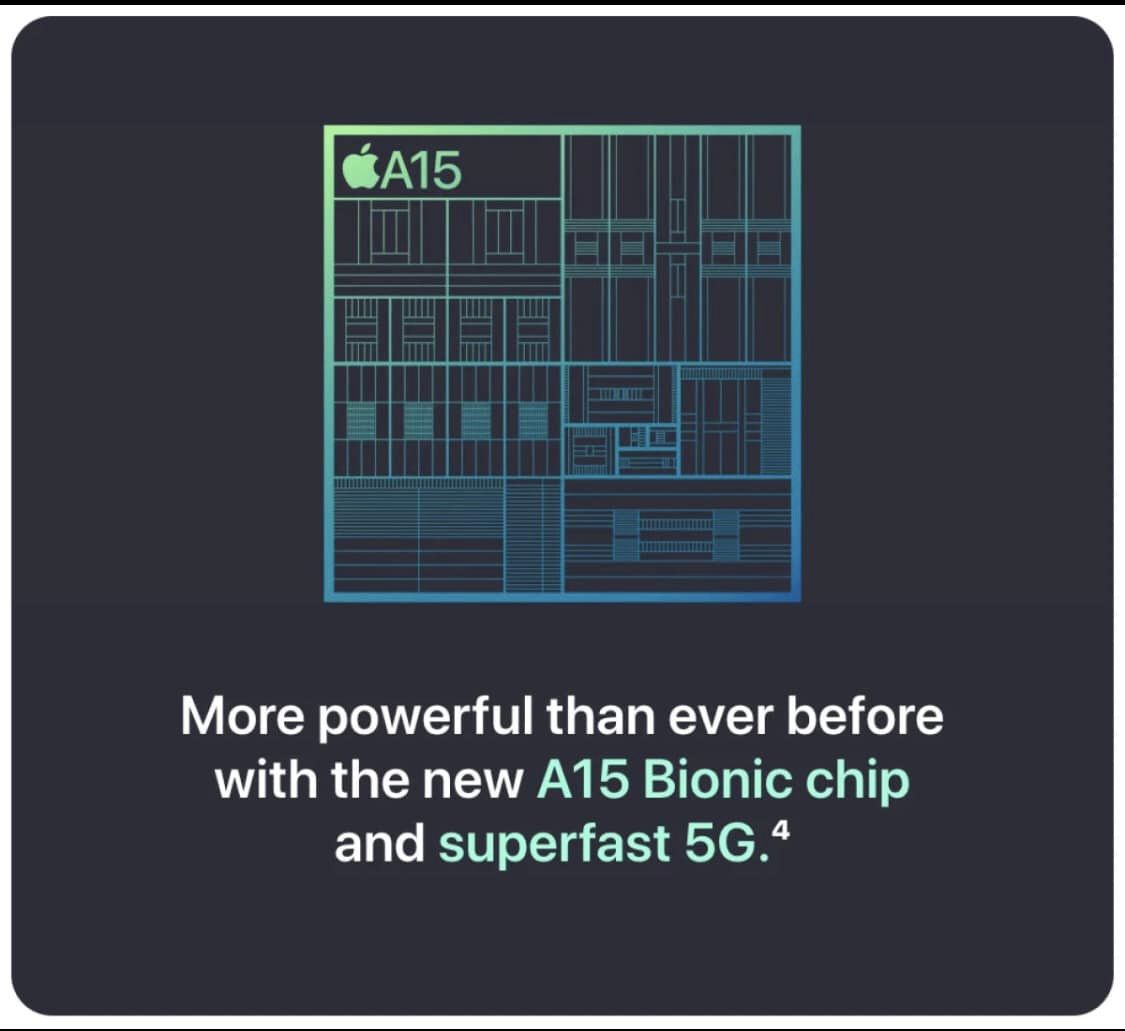 A15
More powerful than ever before
with the new A15 Bionic chip
and superfast 5G.⁴